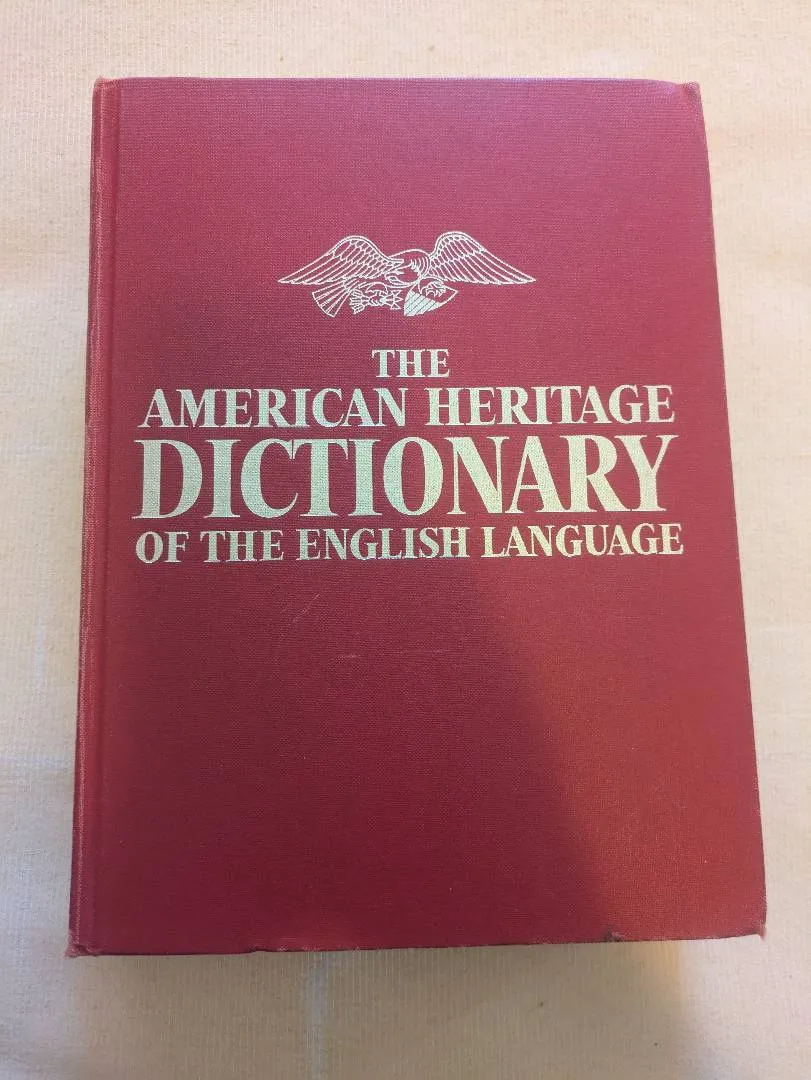 THE
AMERICAN HERITAGE
DICTIONARY
OF THE ENGLISH LANGUAGE